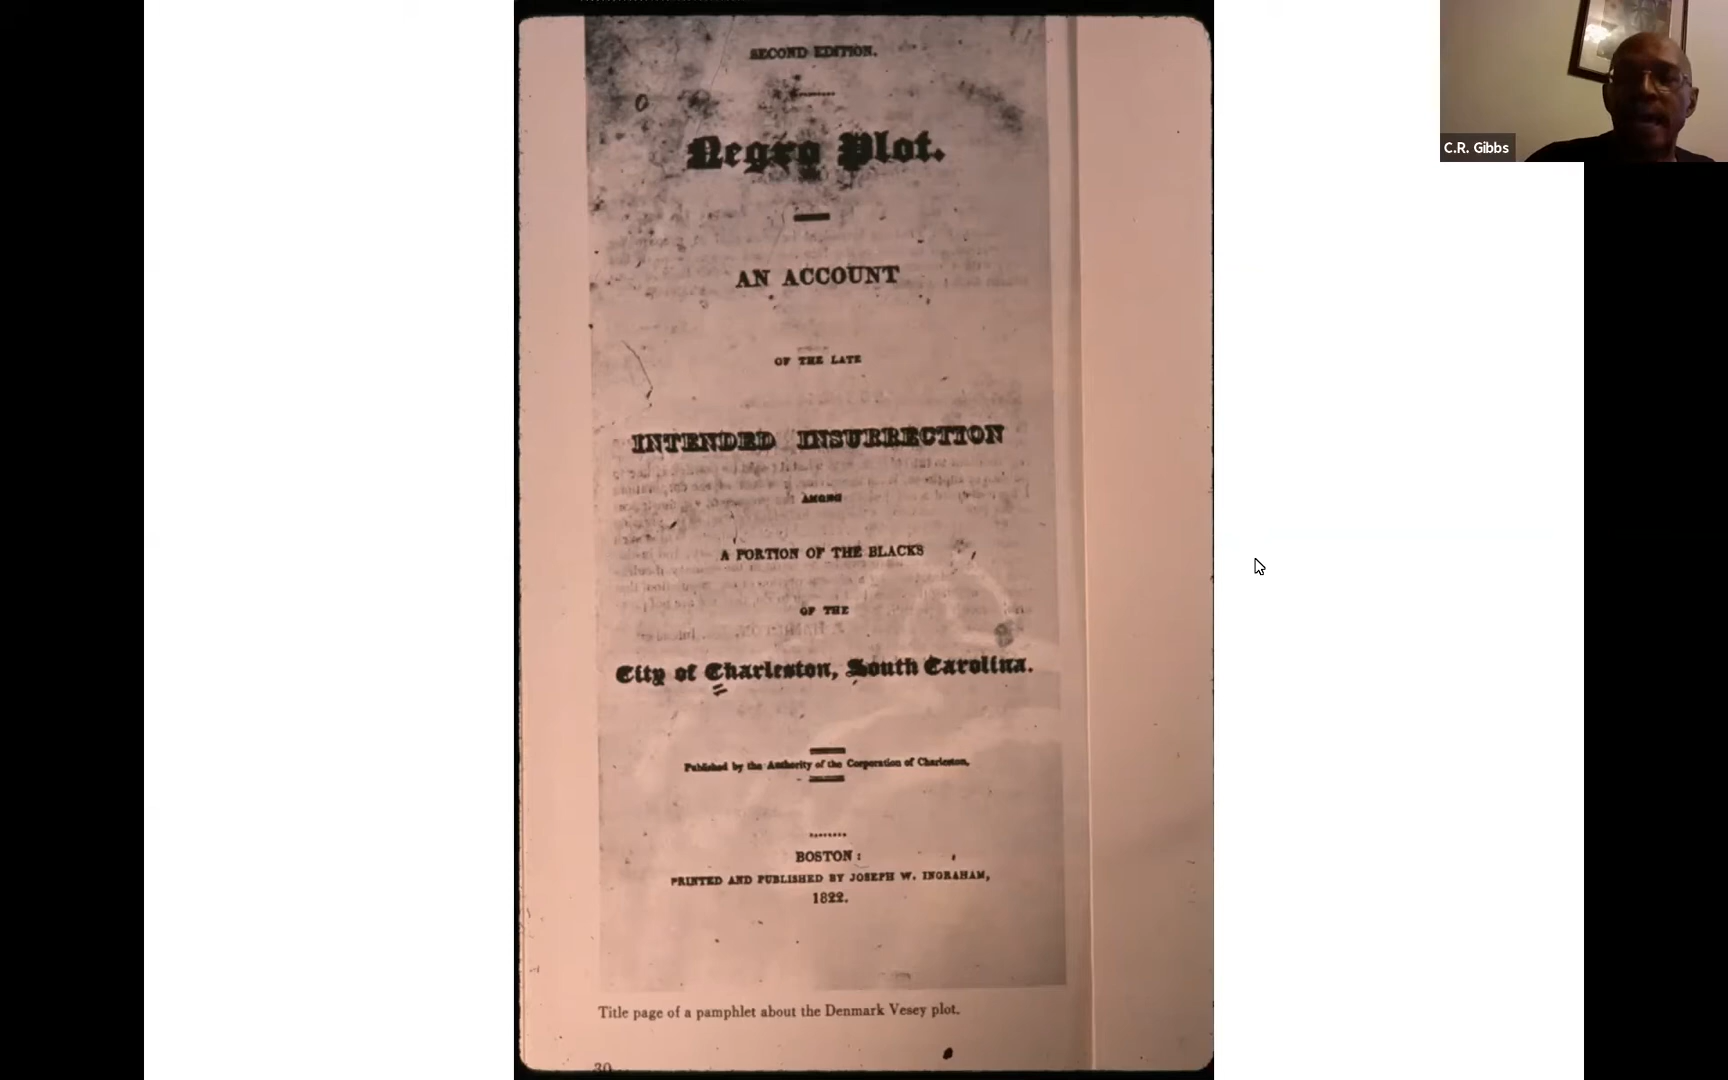 SECOND EDITION.
Negro Plot.
AN ACCOUNT
OF THE LATE
INTENDED INSURRECTION
AMONG
A PORTION OF THE BLACKS
OF THE
City of Charleston, South Carolina.
Published by the Authority of the Corporation of Charleston,
BOSTON:
PRINTED AND PUBLISHED BY JOSEPH W. INGRAHAM,
1822.
Title page of a pamphlet about the Denmark Vesey plot.
30
C.R. Gibbs